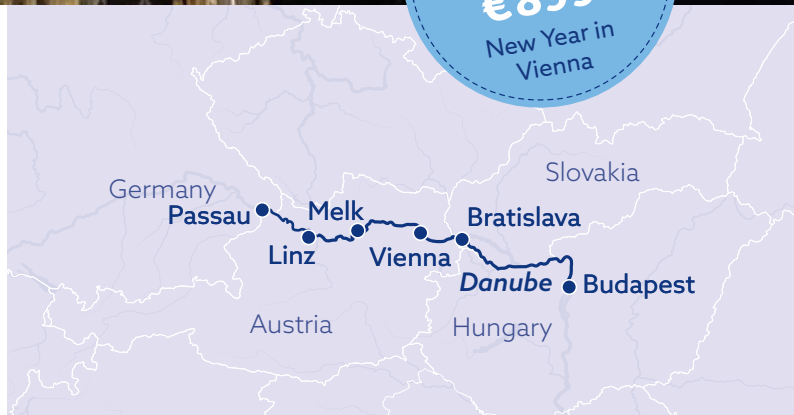 New Year in
Vienna
Slovakia
Germany
Passau
Melk
Bratislava
Linz
Vienna
Danube
Budapest
Austria
Hungary